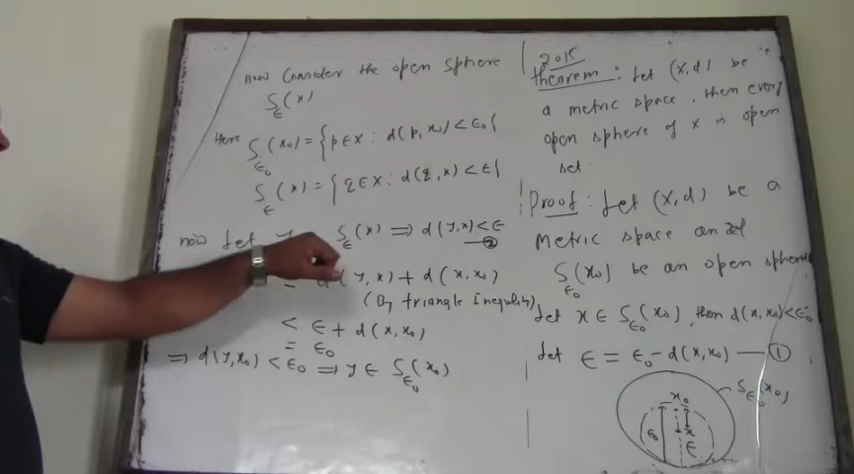 2015
theorem : Let (X,d) be
a metric space, then every
open sphere of X is open
set.
Proof : Let (X,d) be a
Metric space and
S_ε₀(x₀) be an open sphere
Let x ∈ S_ε₀(x₀), then d(x,x₀)<ε₀
Let ε = ε₀ - d(x,x₀) — ①
S_ε₀(x₀)
x₀
ε₀
x
ε
now Consider the open sphere
S_ε(x)
Here S_ε₀(x₀) = {p∈X : d(p,x₀)<ε₀}
S_ε(x) = {q∈X : d(q,x)<ε}
now Let S_ε(x) ⟹ d(y,x)<ε
— ②
d(y,x) + d(x,x₀)
(By triangle Inequality)
< ε + d(x,x₀)
= ε₀
⟹ d(y,x₀) < ε₀ ⟹ y ∈ S_ε₀(x₀)